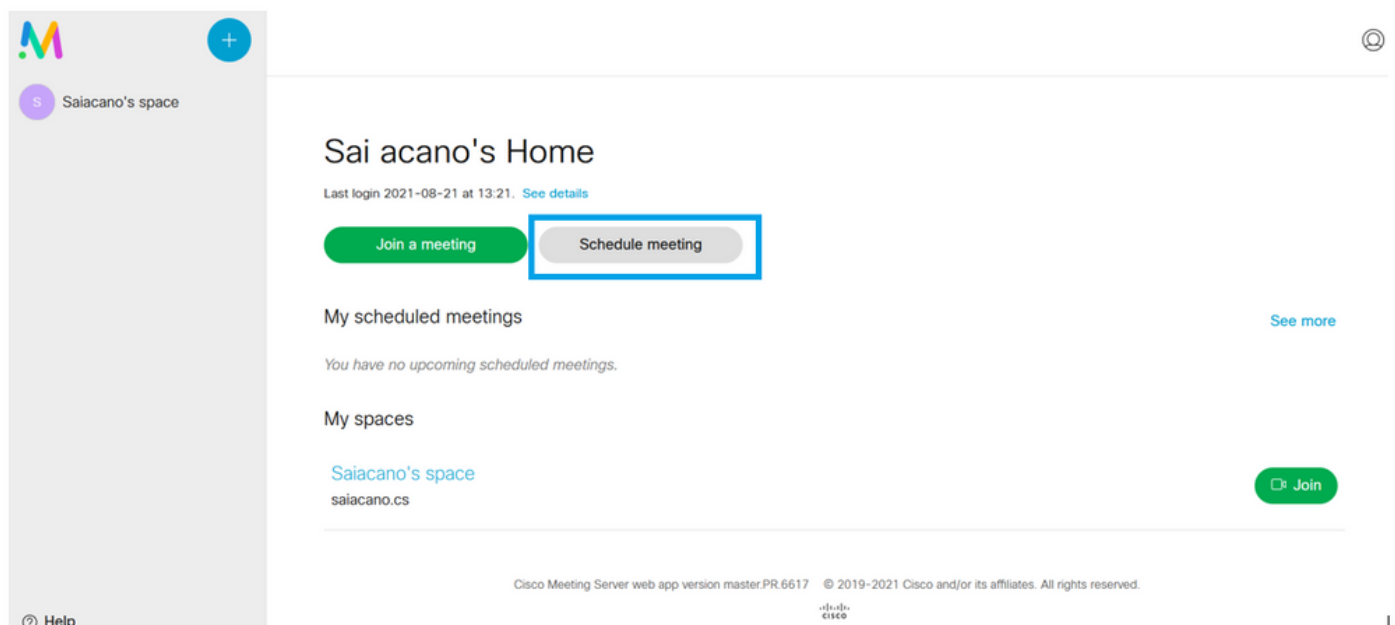 M
+
S Saiacano's space
Sai acano's Home
Last login 2021-08-21 at 13:21. See details
Join a meeting Schedule meeting
My scheduled meetings See more
You have no upcoming scheduled meetings.
My spaces
Saiacano's space
saiacano.cs
Join
Cisco Meeting Server web app version master.PR.6617 © 2019-2021 Cisco and/or its affiliates. All rights reserved.
CISCO
? Help